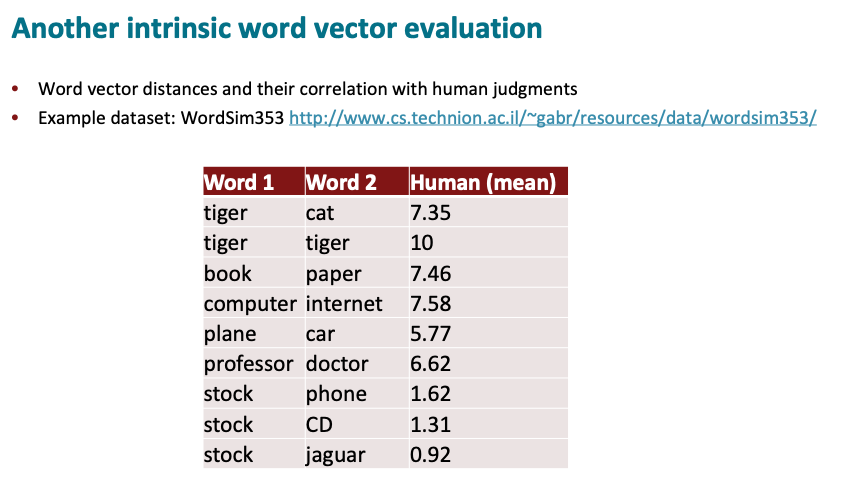 Another intrinsic word vector evaluation
• Word vector distances and their correlation with human judgments
• Example dataset: WordSim353 http://www.cs.technion.ac.il/~gabr/resources/data/wordsim353/
Word 1 Word 2 Human (mean)
tiger cat 7.35
tiger tiger 10
book paper 7.46
computer internet 7.58
plane car 5.77
professor doctor 6.62
stock phone 1.62
stock CD 1.31
stock jaguar 0.92